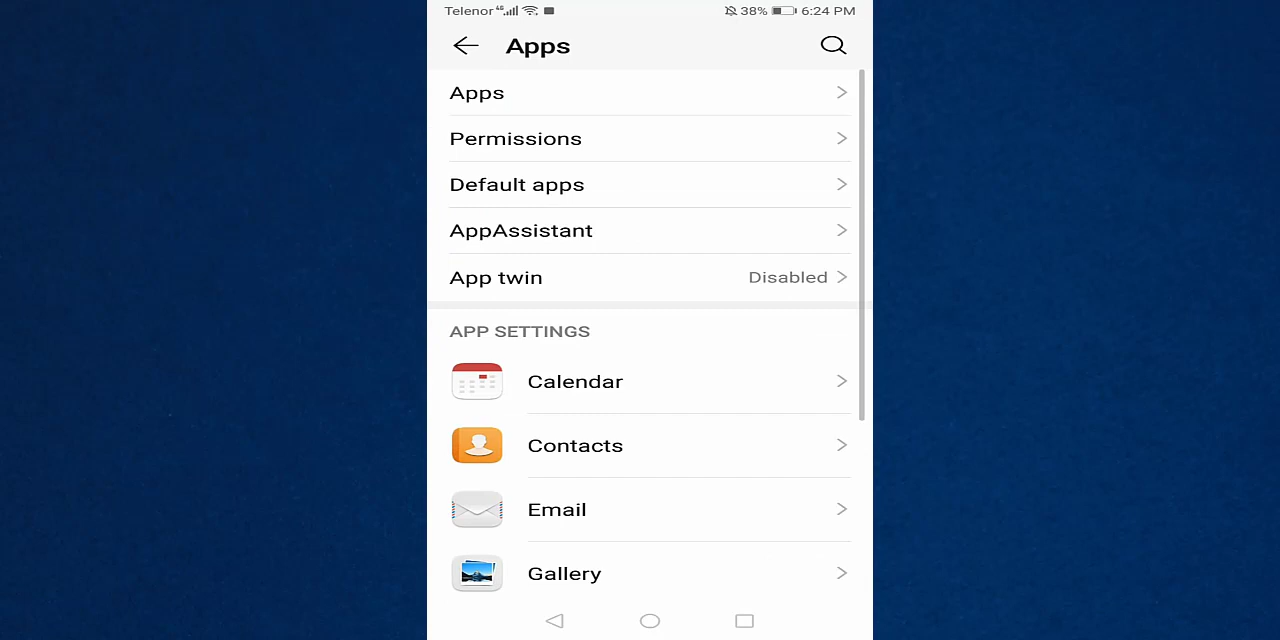 Telenor 4G 38% 6:24 PM
Apps
Apps
Permissions
Default apps
AppAssistant
App twin Disabled
APP SETTINGS
Calendar
Contacts
Email
Gallery